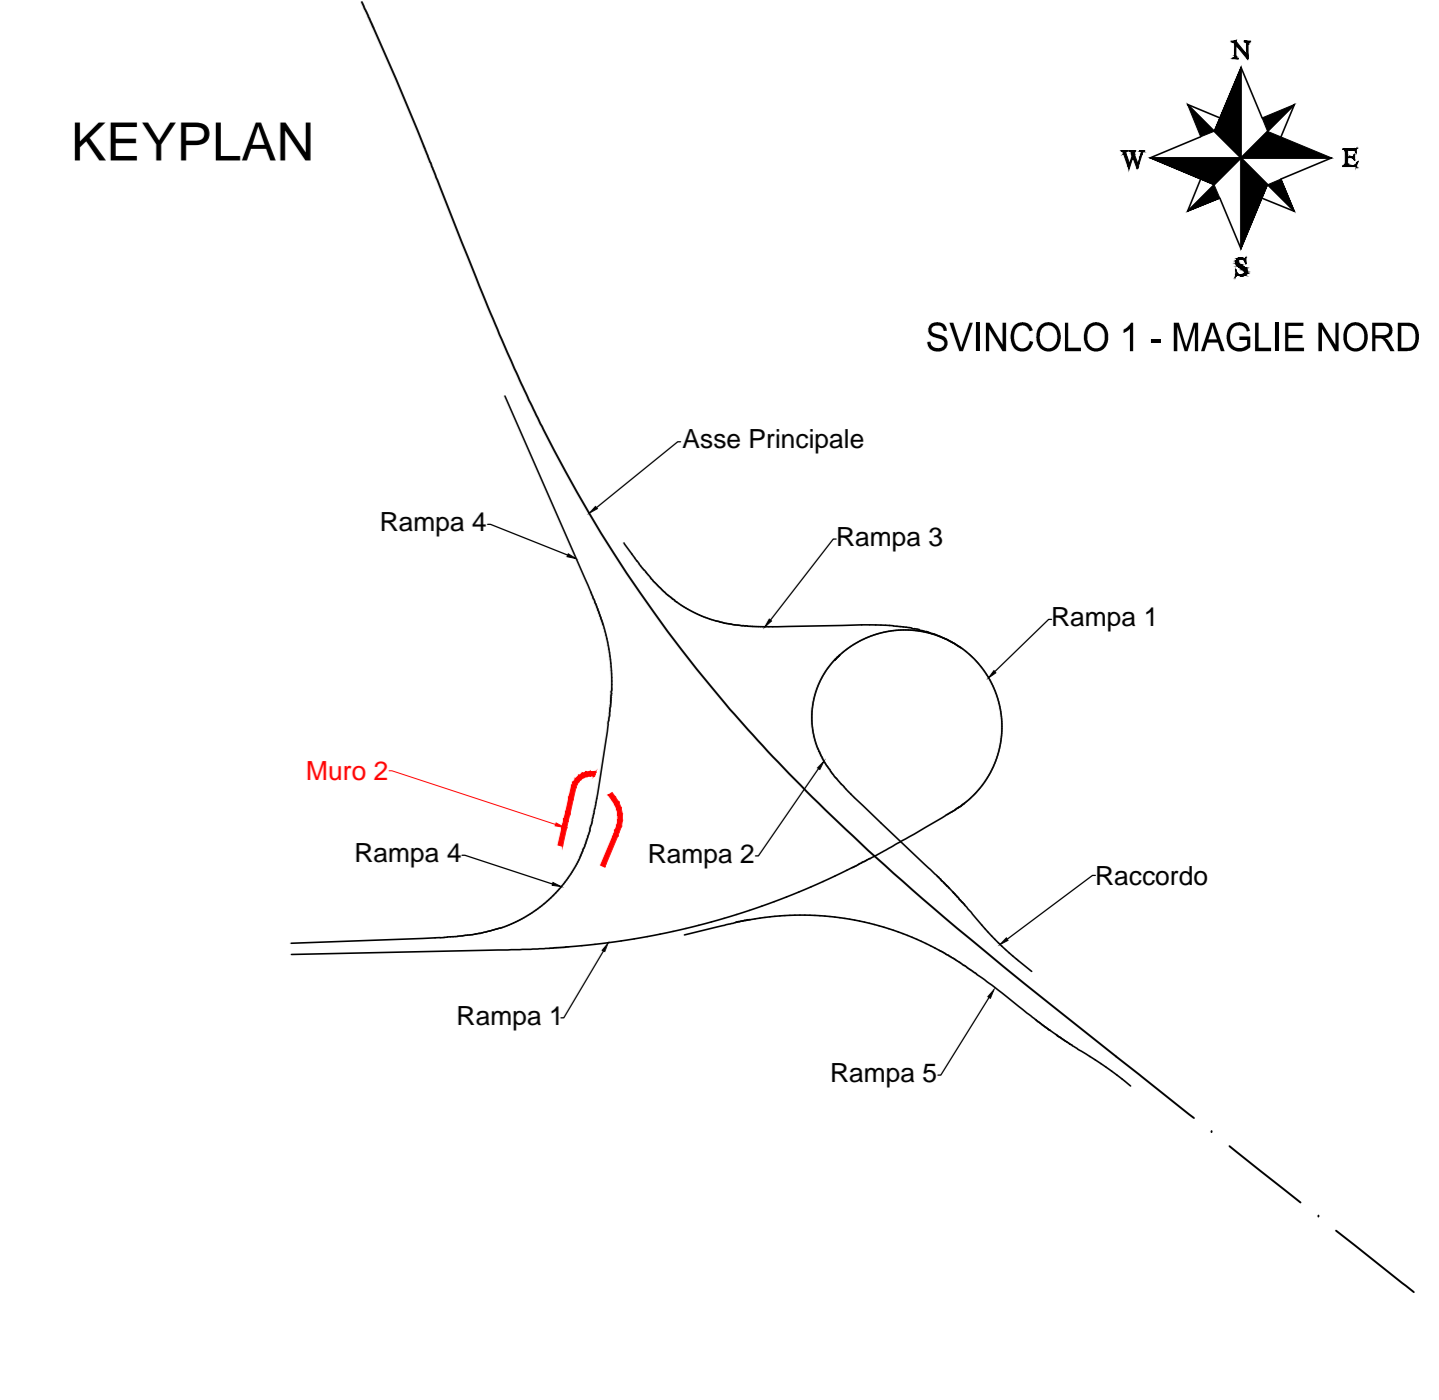 N
KEYPLAN
W
E
S
SVINCOLO 1 - MAGLIE NORD
Asse Principale
Rampa 4
Rampa 3
Rampa 1
Muro 2
Rampa 4
Rampa 2
Raccordo
Rampa 1
Rampa 5